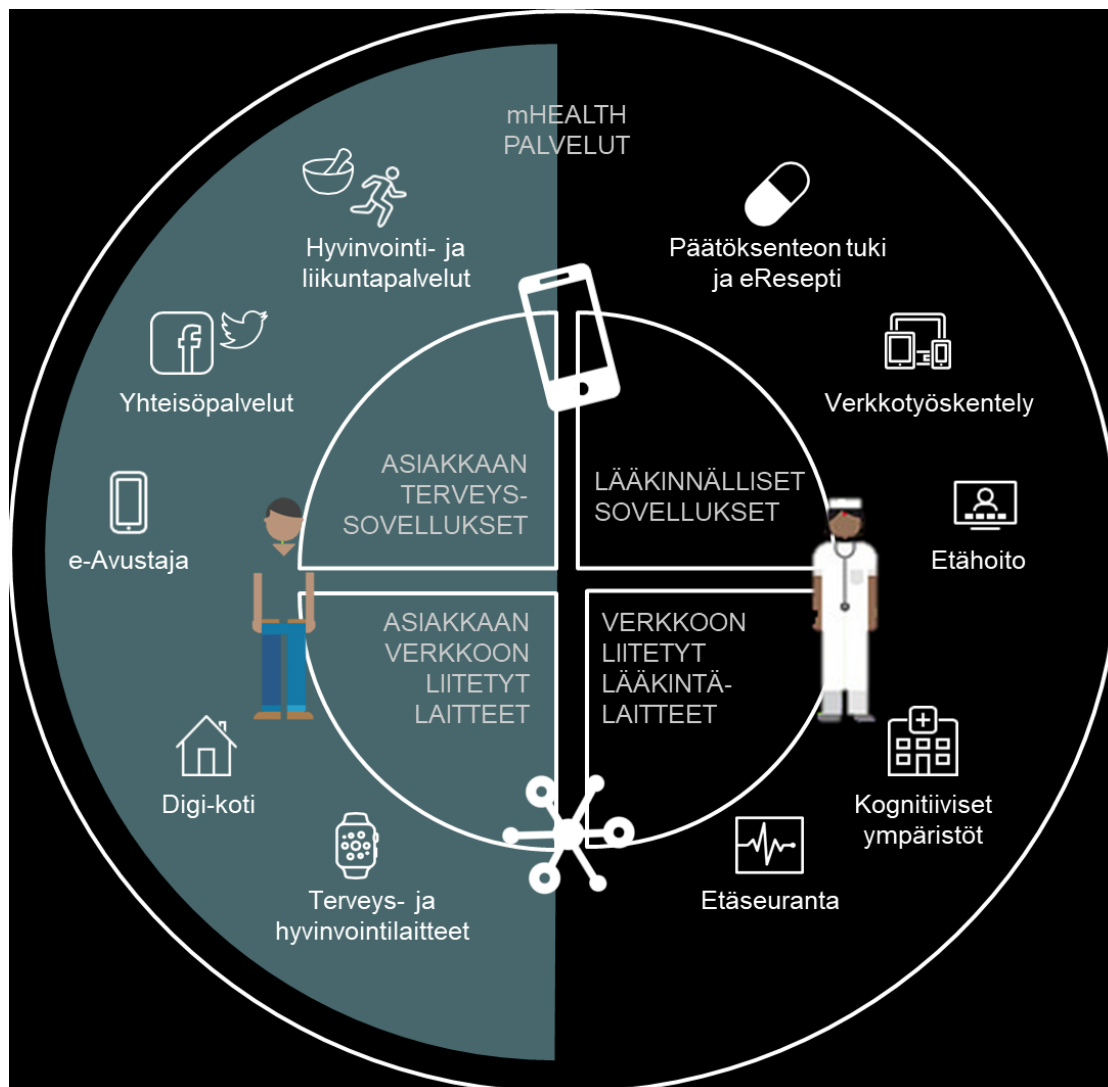 mHEALTH
PALVELUT
Hyvinvointi- ja
liikuntapalvelut
Päätöksenteon tuki
ja eResepti
Yhteisöpalvelut
Verkkotyöskentely
ASIAKKAAN
TERVEYS-
SOVELLUKSET
LÄÄKINNÄLLISET
SOVELLUKSET
e-Avustaja
Etähoito
ASIAKKAAN
VERKKOON
LIITETYT
LAITTEET
VERKKOON
LIITETYT
LÄÄKINTÄ-
LAITTEET
Digi-koti
Kognitiiviset
ympäristöt
Terveys- ja
hyvinvointilaitteet
Etäseuranta